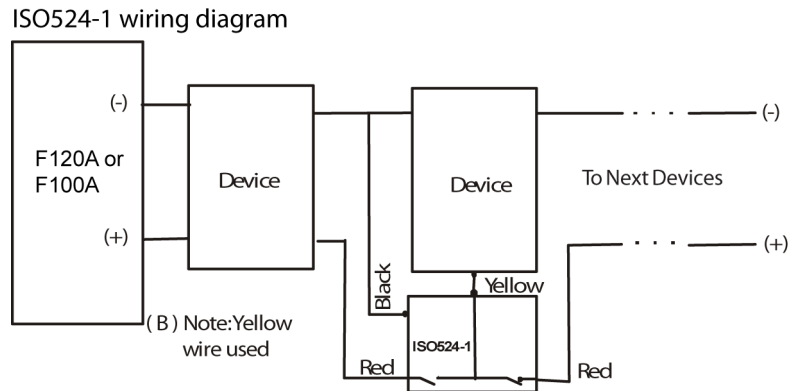 ISO524-1 wiring diagram
(-)
F120A or
F100A
(+)
Device
Device
(-)
To Next Devices
(+)
Black
Yellow
(B) Note:Yellow
wire used
ISO524-1
Red
Red